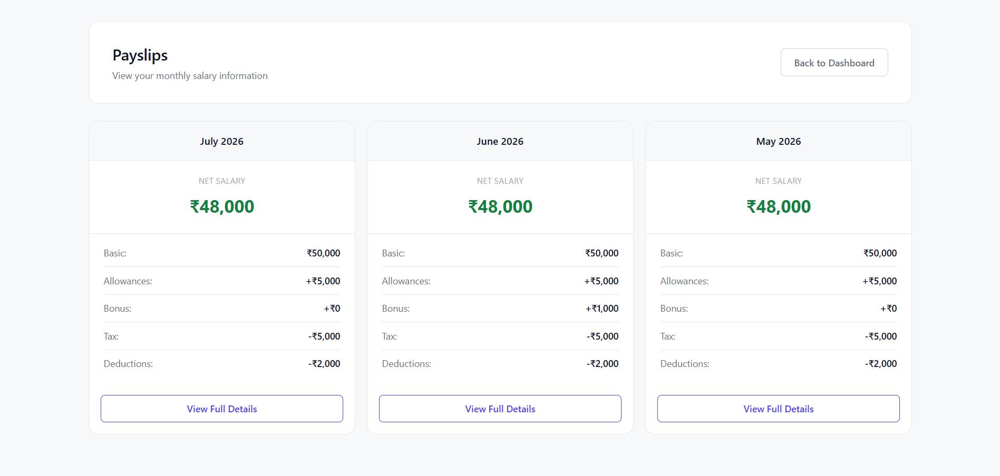 Payslips
View your monthly salary information
Back to Dashboard
July 2026
NET SALARY
₹48,000
Basic: ₹50,000
Allowances: +₹5,000
Bonus: +₹0
Tax: -₹5,000
Deductions: -₹2,000
View Full Details
June 2026
NET SALARY
₹48,000
Basic: ₹50,000
Allowances: +₹5,000
Bonus: +₹1,000
Tax: -₹5,000
Deductions: -₹2,000
View Full Details
May 2026
NET SALARY
₹48,000
Basic: ₹50,000
Allowances: +₹5,000
Bonus: +₹0
Tax: -₹5,000
Deductions: -₹2,000
View Full Details